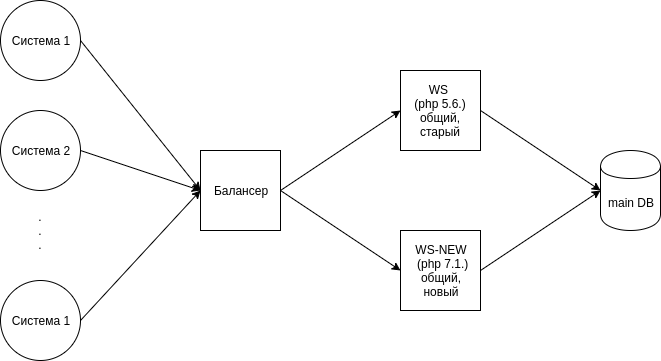 Система 1
Система 2
.
.
.
Система 1
Балансер
WS
(php 5.6.)
общий,
старый
WS-NEW
(php 7.1.)
общий,
новый
main DB